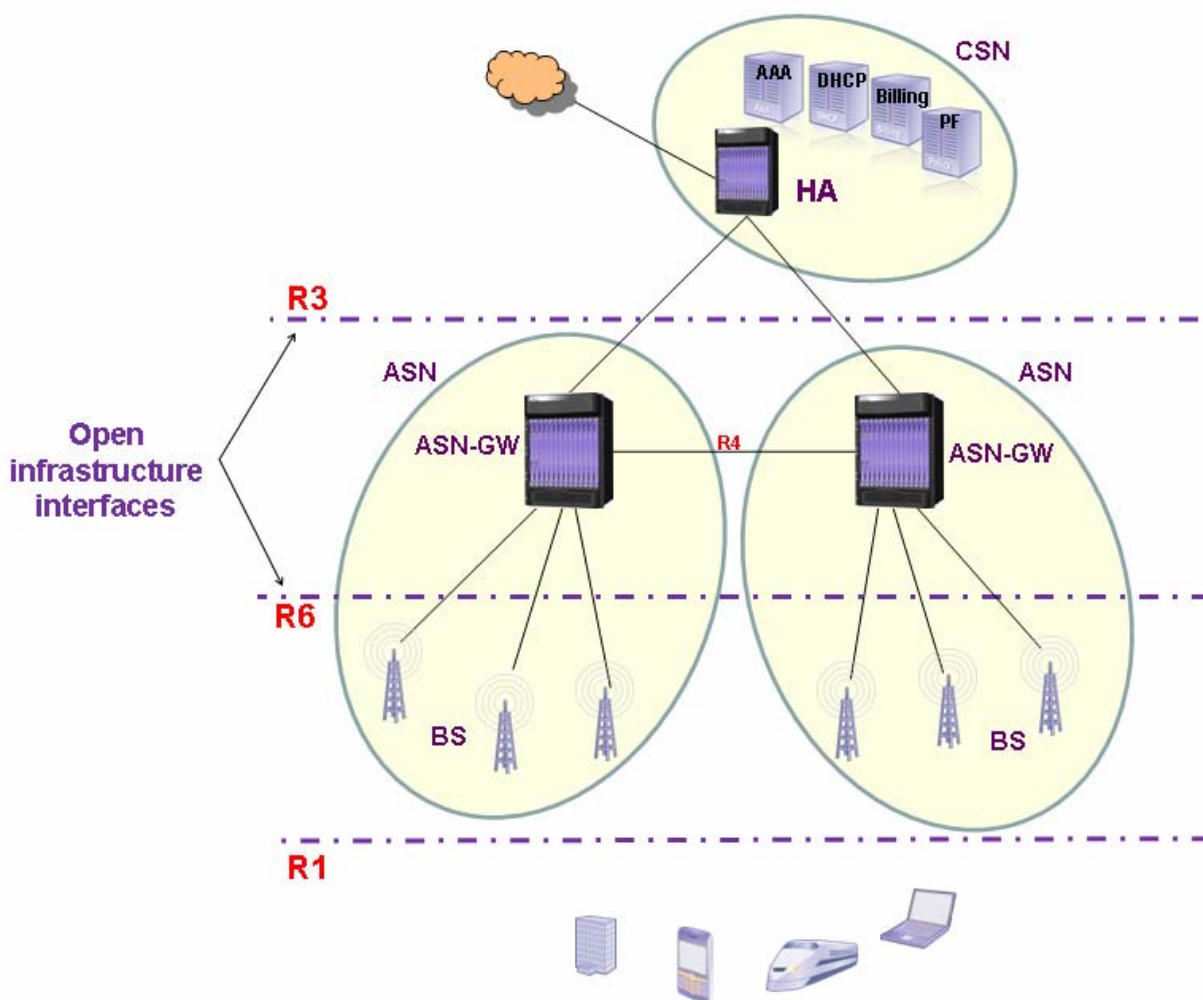 CSN
AAA
DHCP
Billing
PF
HA
R3
ASN
ASN
Open
infrastructure
interfaces
ASN-GW
R4
ASN-GW
R6
BS
BS
R1